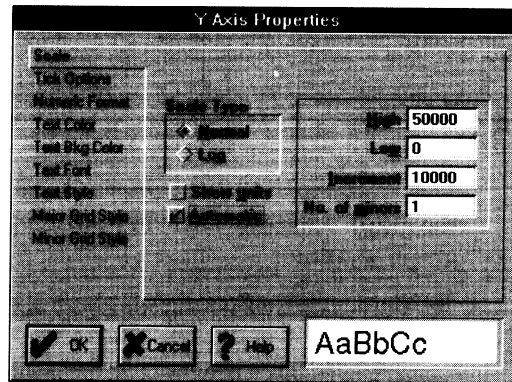 Y Axis Properties
Scale
Tick Options
Numeric Format
Text Color
Text Bkg Color
Text Font
Text Style
Major Grid Style
Minor Grid Style
Scale Type
Normal
Log
Show units
Automatic
High 50000
Low 0
Increment 10000
No. of minors 1
OK
Cancel
Help
AaBbCc